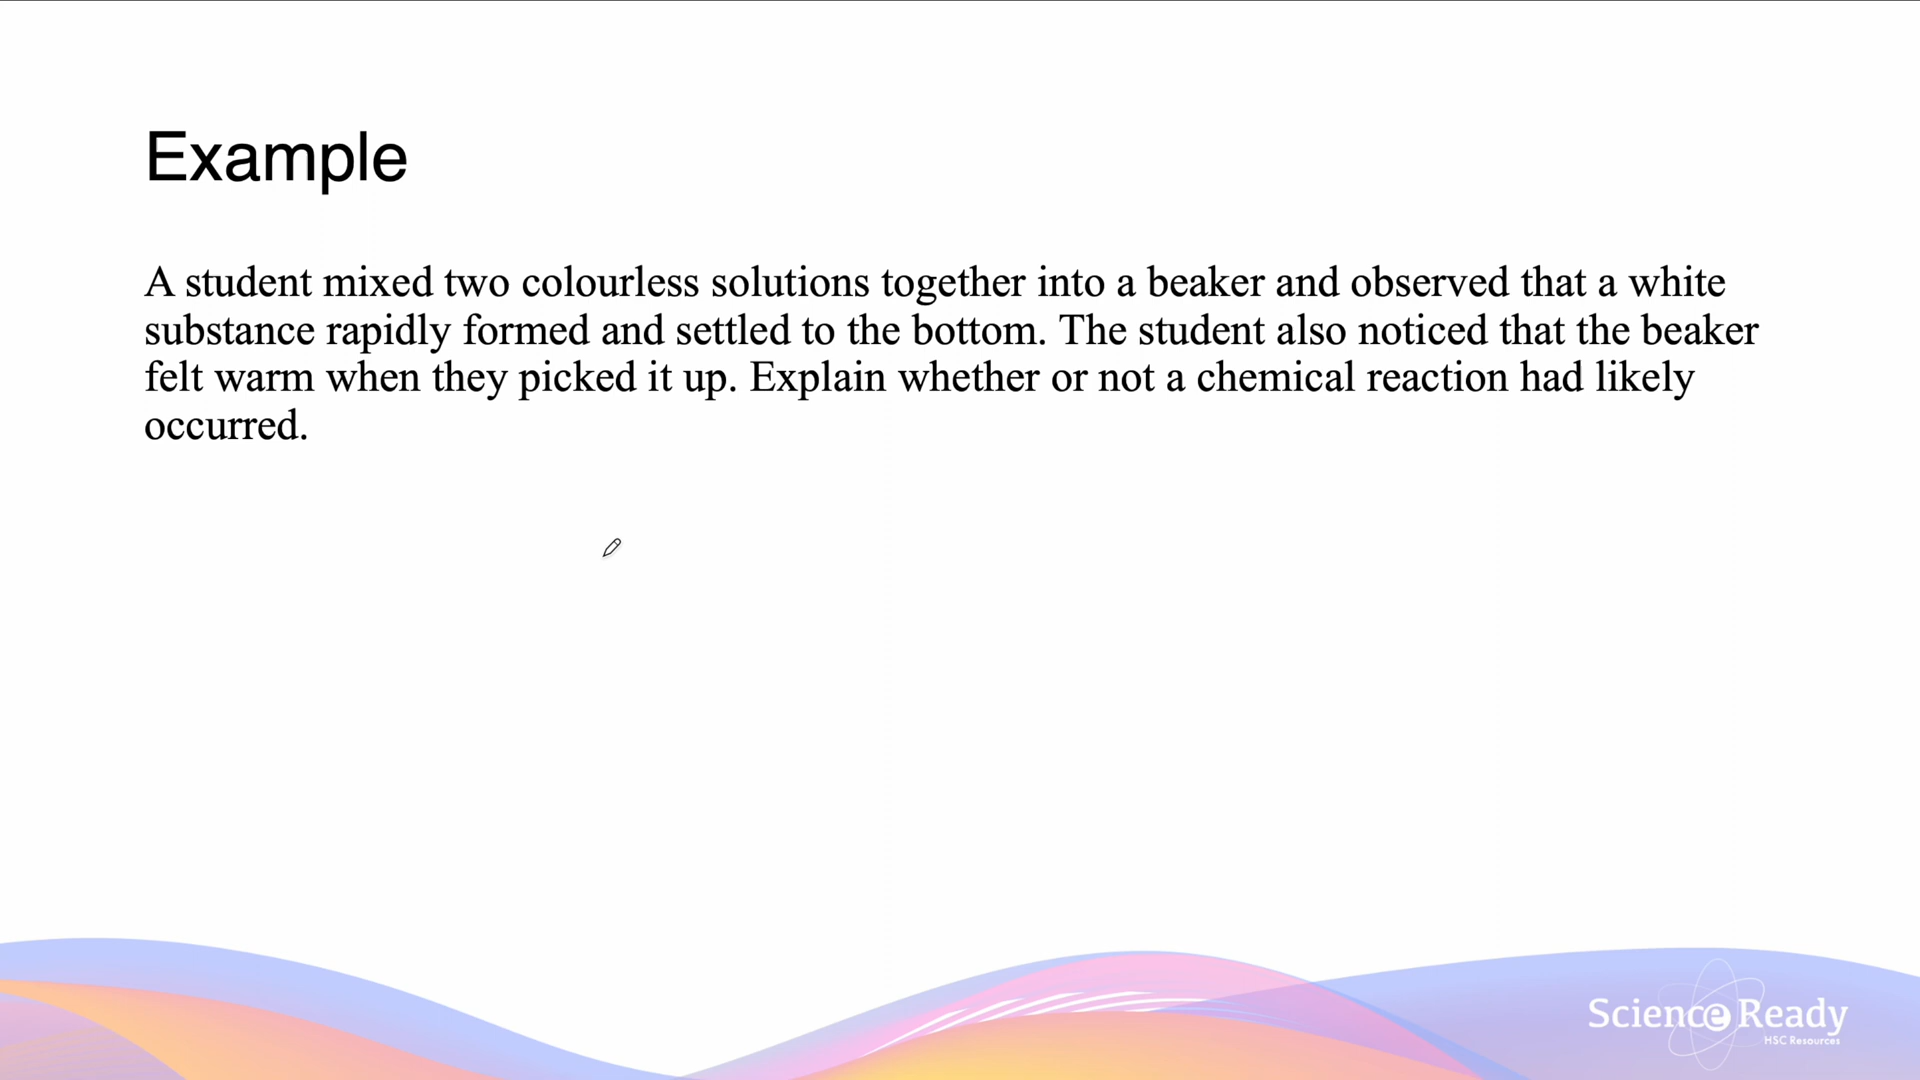 Example
A student mixed two colourless solutions together into a beaker and observed that a white
substance rapidly formed and settled to the bottom. The student also noticed that the beaker
felt warm when they picked it up. Explain whether or not a chemical reaction had likely
occurred.
Science Ready
HSC Resources